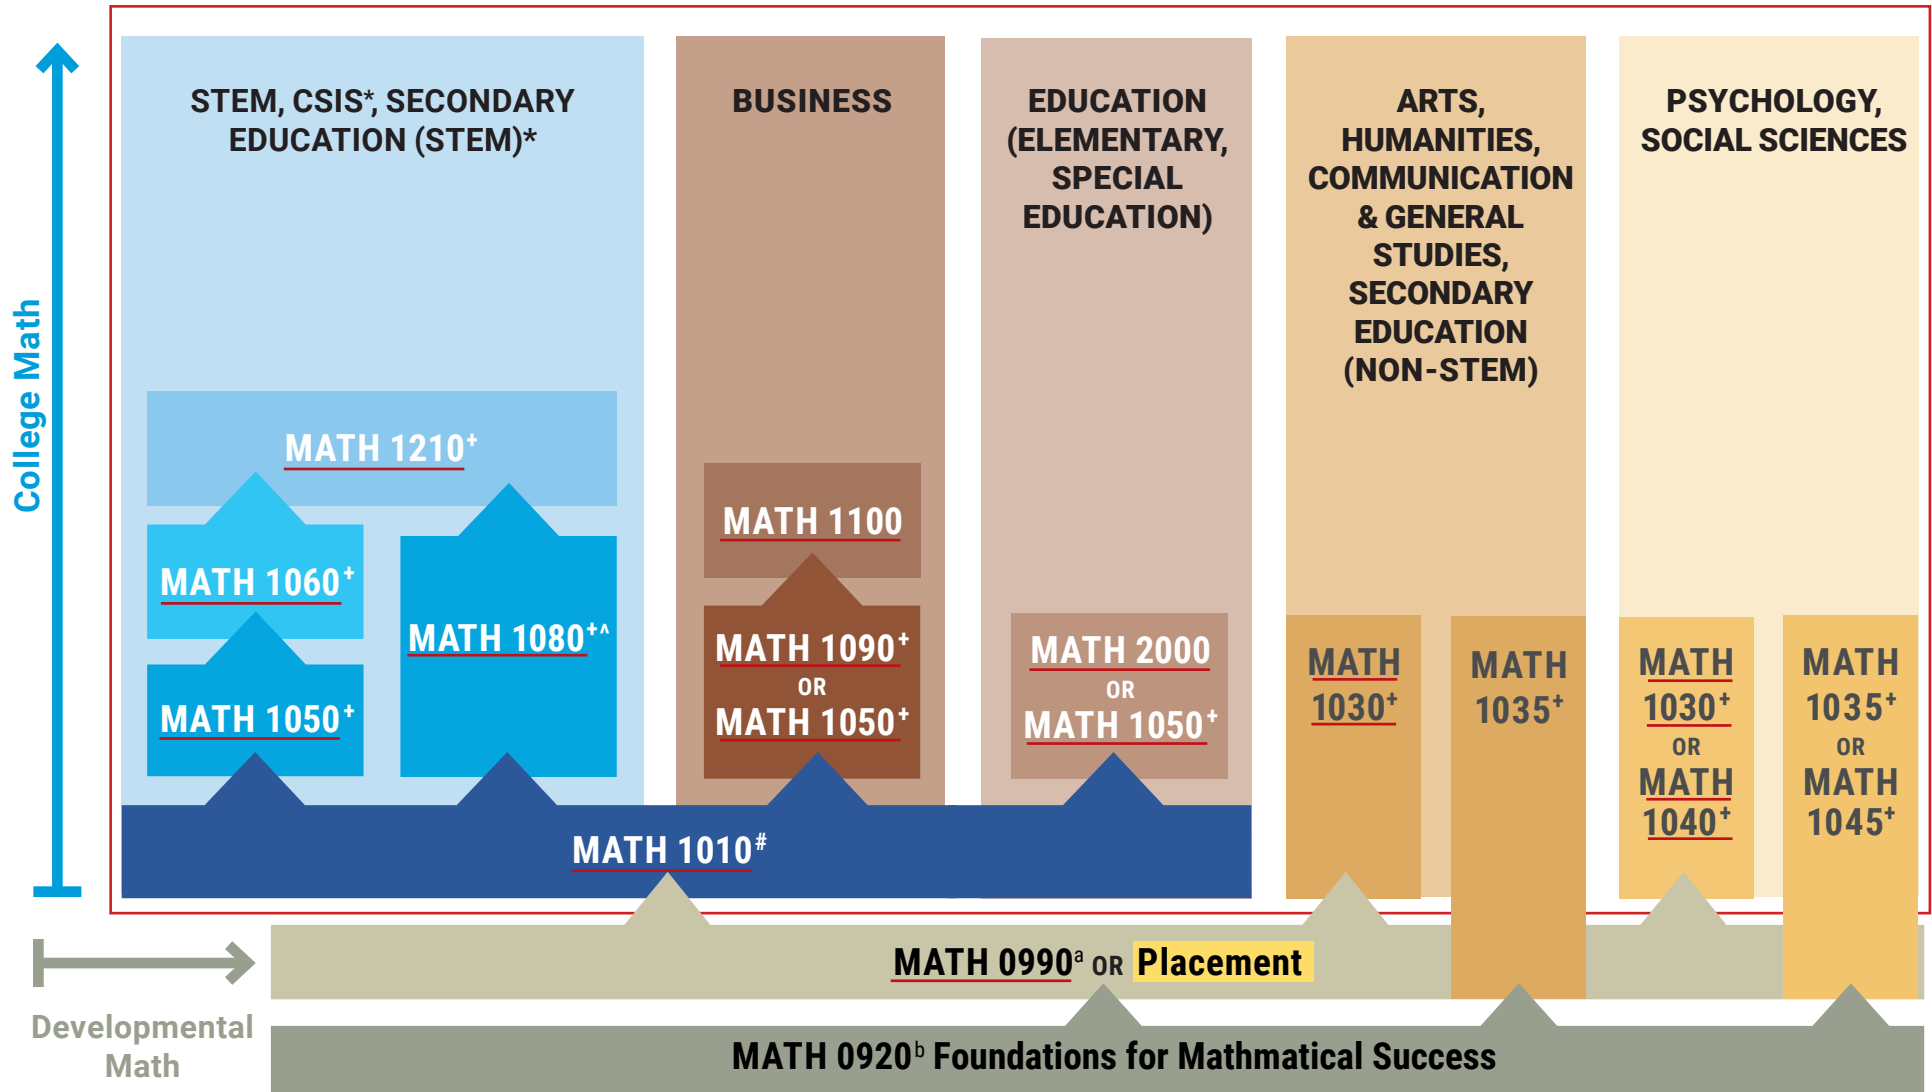 College Math
STEM, CSIS*, SECONDARY
EDUCATION (STEM)*
MATH 1210+
MATH 1060+
MATH 1050+
MATH 1080+^
BUSINESS
MATH 1100
MATH 1090+
OR
MATH 1050+
EDUCATION
(ELEMENTARY,
SPECIAL
EDUCATION)
MATH 2000
OR
MATH 1050+
ARTS,
HUMANITIES,
COMMUNICATION
& GENERAL
STUDIES,
SECONDARY
EDUCATION
(NON-STEM)
MATH
1030+
MATH
1035+
PSYCHOLOGY,
SOCIAL SCIENCES
MATH
1030+
OR
MATH
1040+
MATH
1035+
OR
MATH
1045+
MATH 1010#
MATH 0990a OR Placement
Developmental
Math
MATH 0920b Foundations for Mathmatical Success